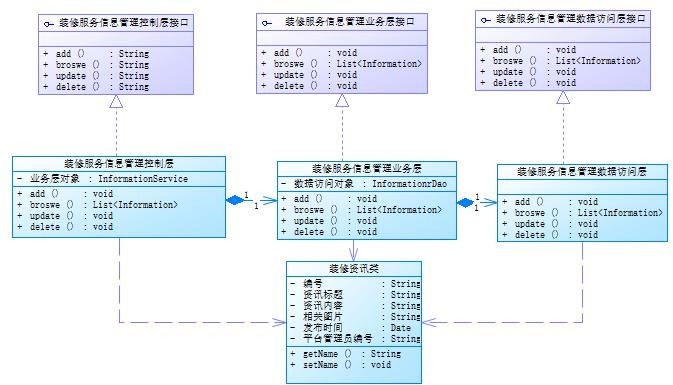 装修服务信息管理控制层接口
+ add () : String
+ broswe () : String
+ update () : String
+ delete () : String
装修服务信息管理业务层接口
+ add () : void
+ broswe () : List<Information>
+ update () : void
+ delete () : void
装修服务信息管理数据访问层接口
+ add () : void
+ broswe () : List<Information>
+ update () : void
+ delete () : void
装修服务信息管理控制层
- 业务层对象 : InformationService
+ add () : void
+ broswe () : List<Information>
+ update () : void
+ delete () : void
1
1
装修服务信息管理业务层
- 数据访问对象 : InformationrDao
+ add () : void
+ broswe () : List<Information>
+ update () : void
+ delete () : void
1
1
装修服务信息管理数据访问层
+ add () : void
+ broswe () : List<Information>
+ update () : void
+ delete () : void
装修资讯类
- 编号 : String
- 资讯标题 : String
- 资讯内容 : String
- 相关图片 : String
- 发布时间 : Date
- 平台管理员编号 : String
+ getName () : String
+ setName () : void